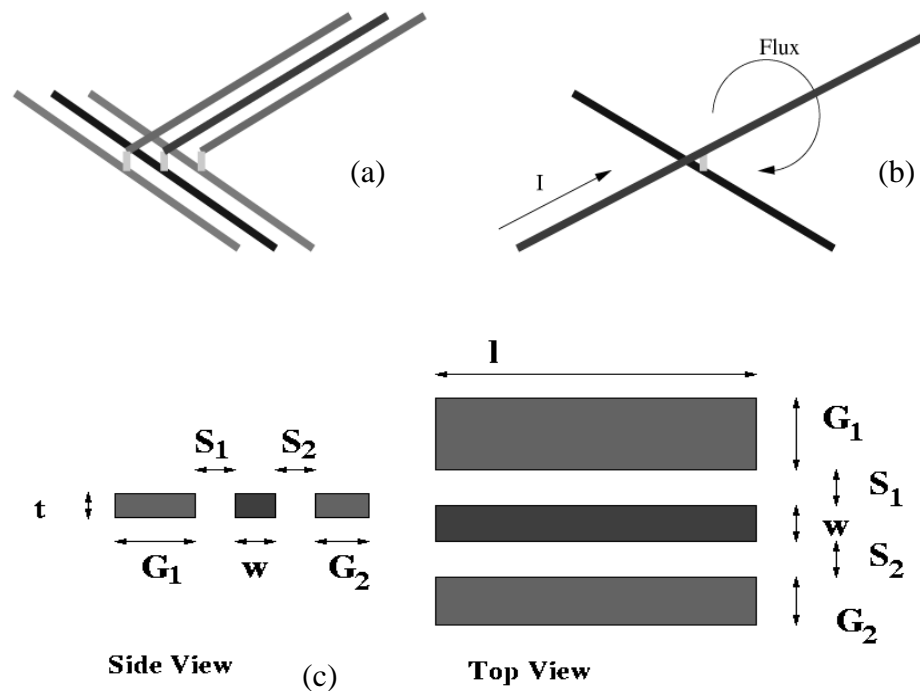 (a)
Flux
I
(b)
l
G1
S1
w
S2
G2
S1 S2
t
G1 w G2
Side View
(c)
Top View